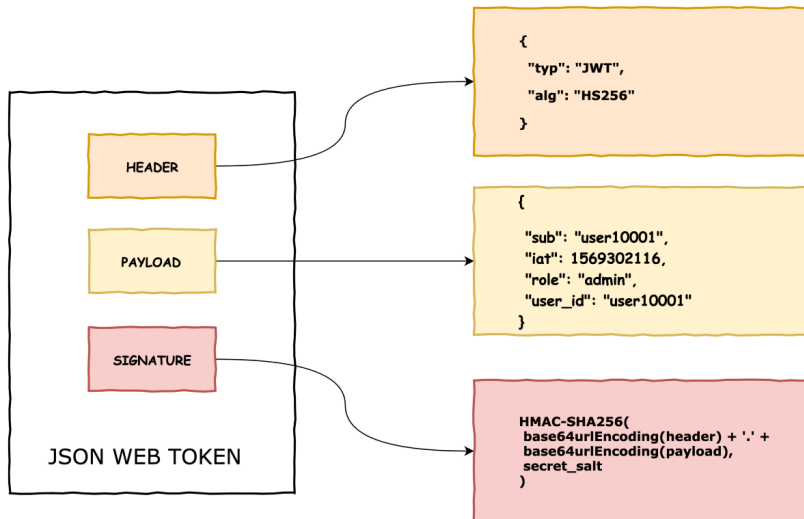 HEADER
PAYLOAD
SIGNATURE
JSON WEB TOKEN
{
"typ": "JWT",
"alg": "HS256"
}
{
"sub": "user10001",
"iat": 1569302116,
"role": "admin",
"user_id": "user10001"
}
HMAC-SHA256(
base64urlEncoding(header) + '.' +
base64urlEncoding(payload),
secret_salt
)